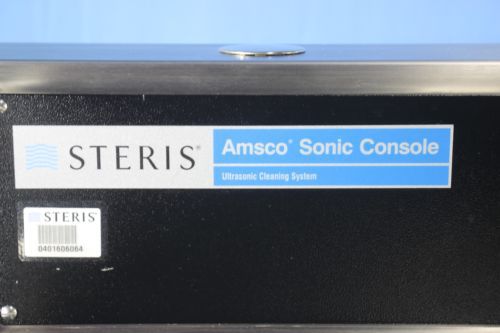 STERIS®
Amsco® Sonic Console
Ultrasonic Cleaning System
STERIS®
0401606064